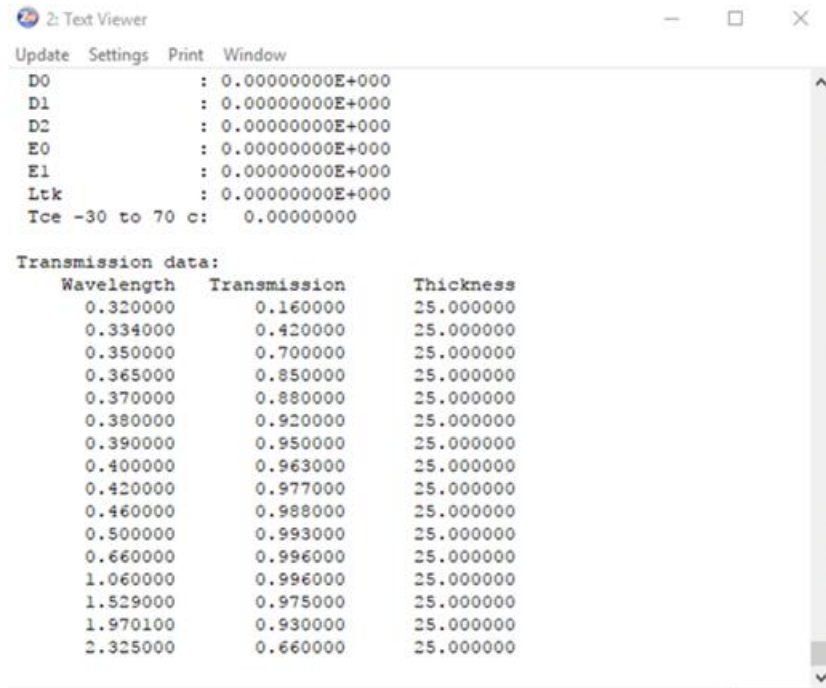 2: Text Viewer
Update Settings Print Window
D0 : 0.00000000E+000
D1 : 0.00000000E+000
D2 : 0.00000000E+000
E0 : 0.00000000E+000
E1 : 0.00000000E+000
Ltk : 0.00000000E+000
Tce -30 to 70 c: 0.00000000
Transmission data:
Wavelength Transmission Thickness
0.320000 0.160000 25.000000
0.334000 0.420000 25.000000
0.350000 0.700000 25.000000
0.365000 0.850000 25.000000
0.370000 0.880000 25.000000
0.380000 0.920000 25.000000
0.390000 0.950000 25.000000
0.400000 0.963000 25.000000
0.420000 0.977000 25.000000
0.460000 0.988000 25.000000
0.500000 0.993000 25.000000
0.660000 0.996000 25.000000
1.060000 0.996000 25.000000
1.529000 0.975000 25.000000
1.970100 0.930000 25.000000
2.325000 0.660000 25.000000